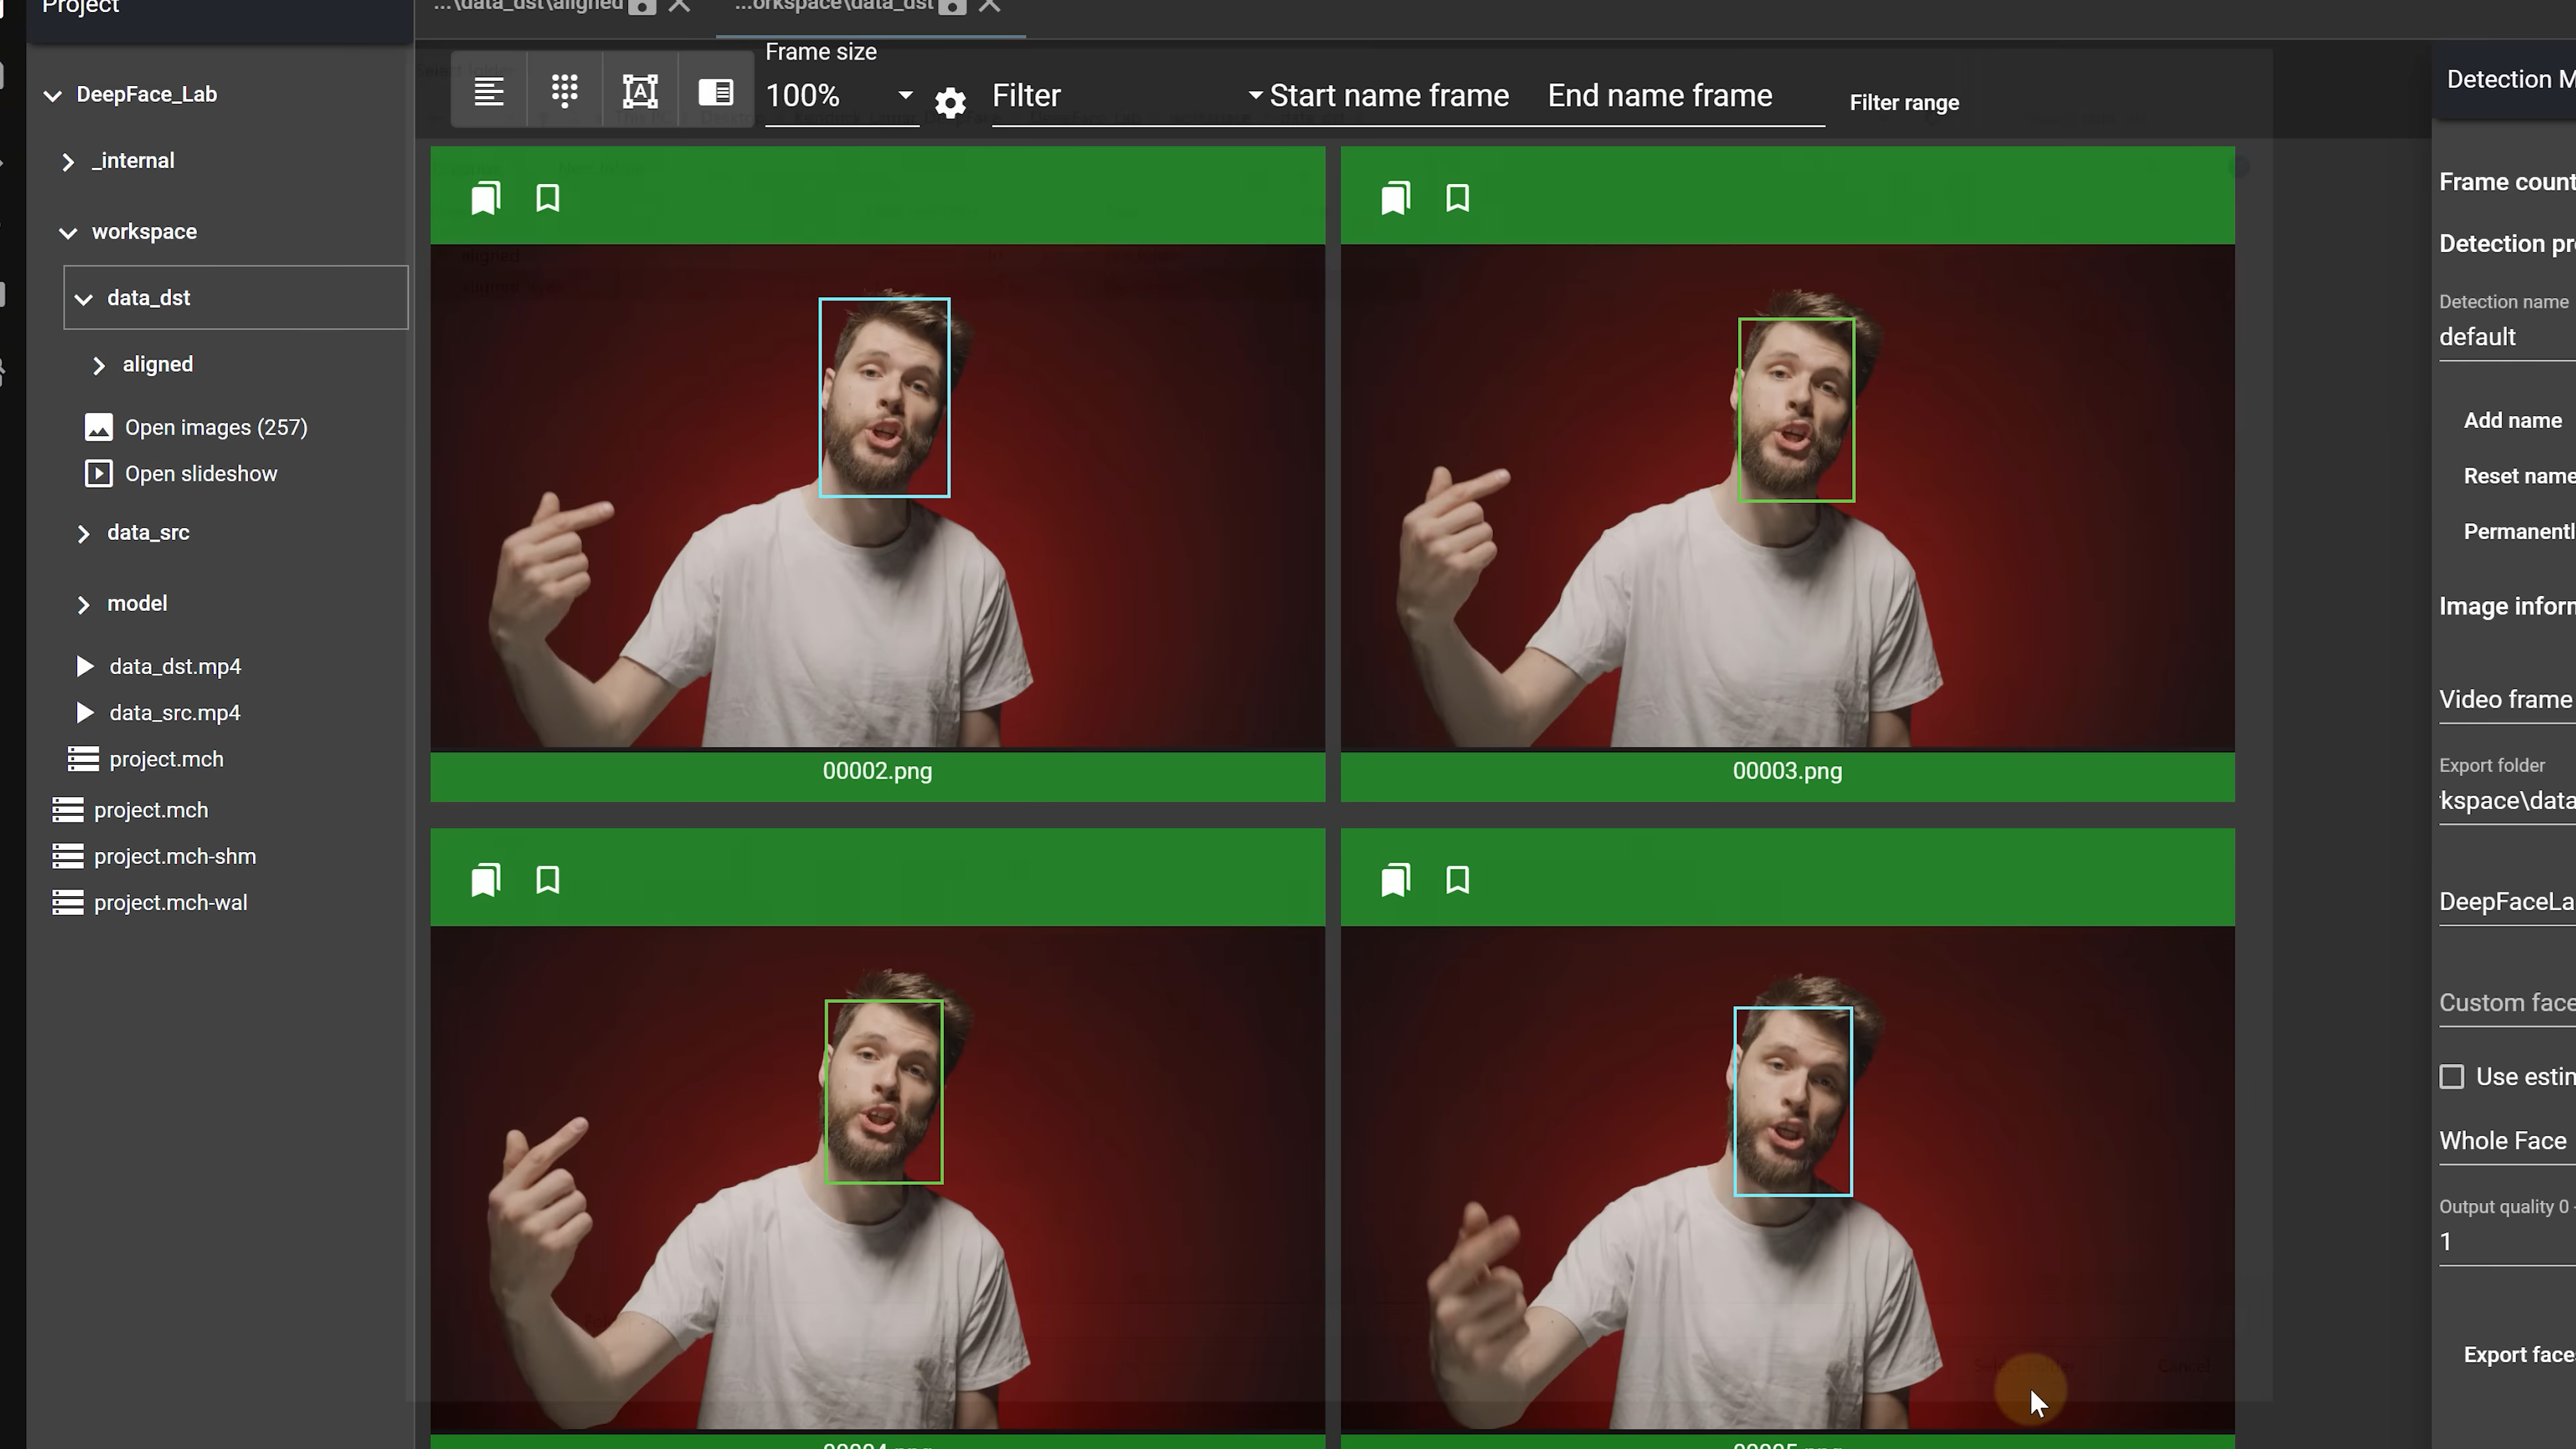 Project
...\data_dst\aligned
...orkspace\data_dst
DeepFace_Lab
_internal
workspace
data_dst
aligned
Open images (257)
Open slideshow
data_src
model
data_dst.mp4
data_src.mp4
project.mch
project.mch
project.mch-shm
project.mch-wal
Frame size
100%
Filter
Start name frame
End name frame
Filter range
00002.png
00003.png
Detection M
Frame count
Detection pr
Detection name
default
Add name
Reset name
Permanentl
Image inforn
Video frame
Export folder
kspace\data
DeepFaceLa
Custom face
Use estin
Whole Face
Output quality 0
1
Export face